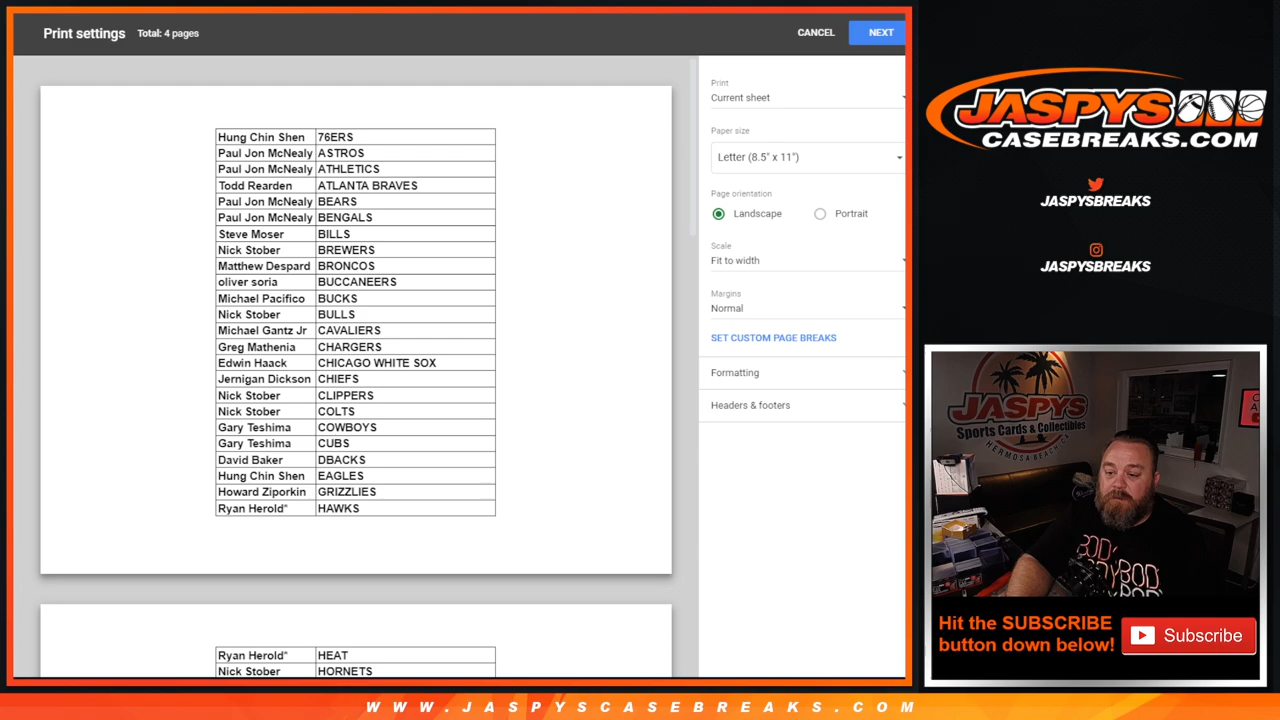 Print settings Total: 4 pages CANCEL NEXT
Hung Chin Shen 76ERS
Paul Jon McNealy ASTROS
Paul Jon McNealy ATHLETICS
Todd Rearden ATLANTA BRAVES
Paul Jon McNealy BEARS
Paul Jon McNealy BENGALS
Steve Moser BILLS
Nick Stober BREWERS
Matthew Despard BRONCOS
oliver soria BUCCANEERS
Michael Pacifico BUCKS
Nick Stober BULLS
Michael Gantz Jr CAVALIERS
Greg Mathenia CHARGERS
Edwin Haack CHICAGO WHITE SOX
Jernigan Dickson CHIEFS
Nick Stober CLIPPERS
Nick Stober COLTS
Gary Teshima COWBOYS
Gary Teshima CUBS
David Baker DBACKS
Hung Chin Shen EAGLES
Howard Ziporkin GRIZZLIES
Ryan Herold" HAWKS
Ryan Herold" HEAT
Nick Stober HORNETS
Print
Current sheet
Paper size
Letter (8.5" x 11")
Page orientation
Landscape Portrait
Scale
Fit to width
Margins
Normal
SET CUSTOM PAGE BREAKS
Formatting
Headers & footers
JASPYS
CASEBREAKS.COM
JASPYSBREAKS
JASPYSBREAKS
JASPYS
Sports Cards & Collectibles
HERMOSA BEACH
Hit the SUBSCRIBE
button down below!
Subscribe
WWW.JASPYSCASEBREAKS.COM